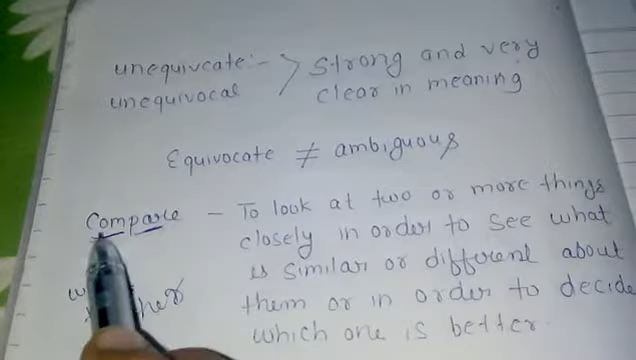 unequivcate:- > Strong and very
unequivocal clear in meaning
Equivocate ≠ ambiguous
Compare - To look at two or more things
closely in order to see what
is similar or different about
them or in order to decide
which one is better.